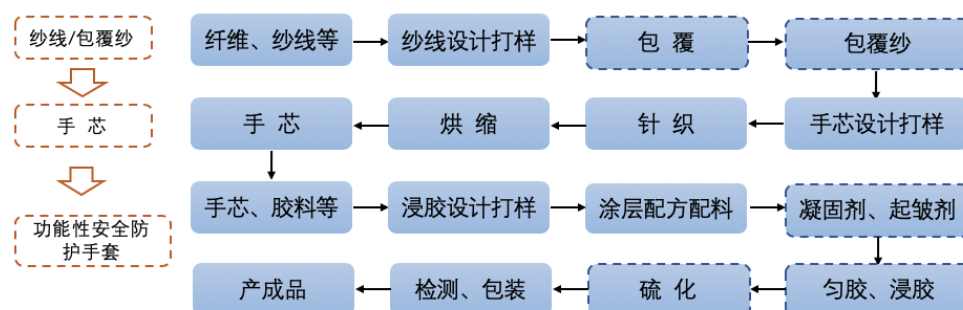 纱线/包覆纱
纤维、纱线等
纱线设计打样
包 覆
包覆纱
手 芯
手 芯
烘 缩
针 织
手芯设计打样
功能性安全防
护手套
手芯、胶料等
浸胶设计打样
涂层配方配料
凝固剂、起皱剂
产成品
检测、包装
硫 化
匀胶、浸胶